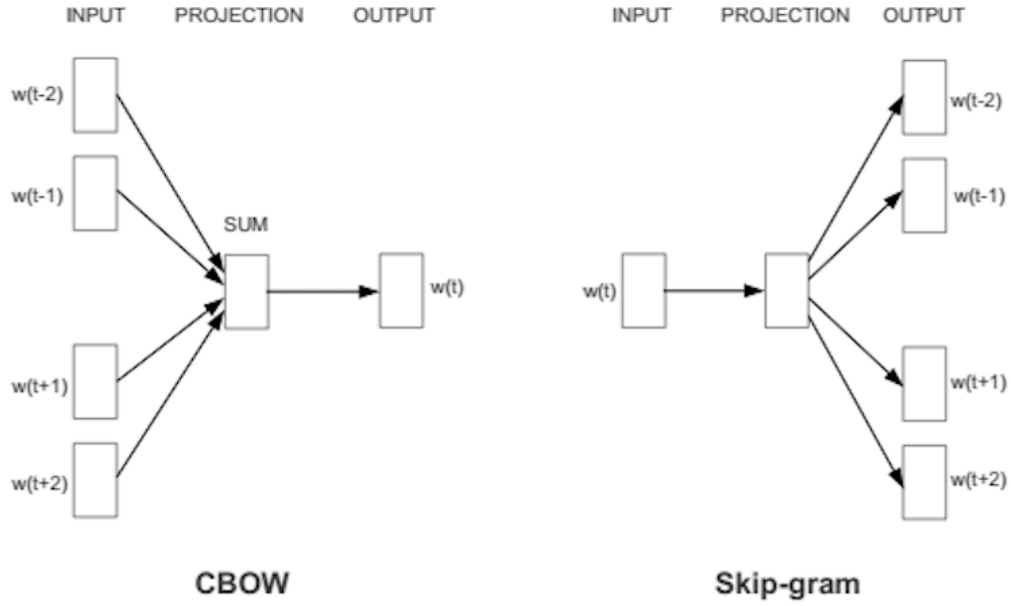 INPUT PROJECTION OUTPUT
w(t-2)
w(t-1)
SUM
w(t)
w(t+1)
w(t+2)
CBOW
INPUT PROJECTION OUTPUT
w(t-2)
w(t-1)
w(t)
w(t+1)
w(t+2)
Skip-gram